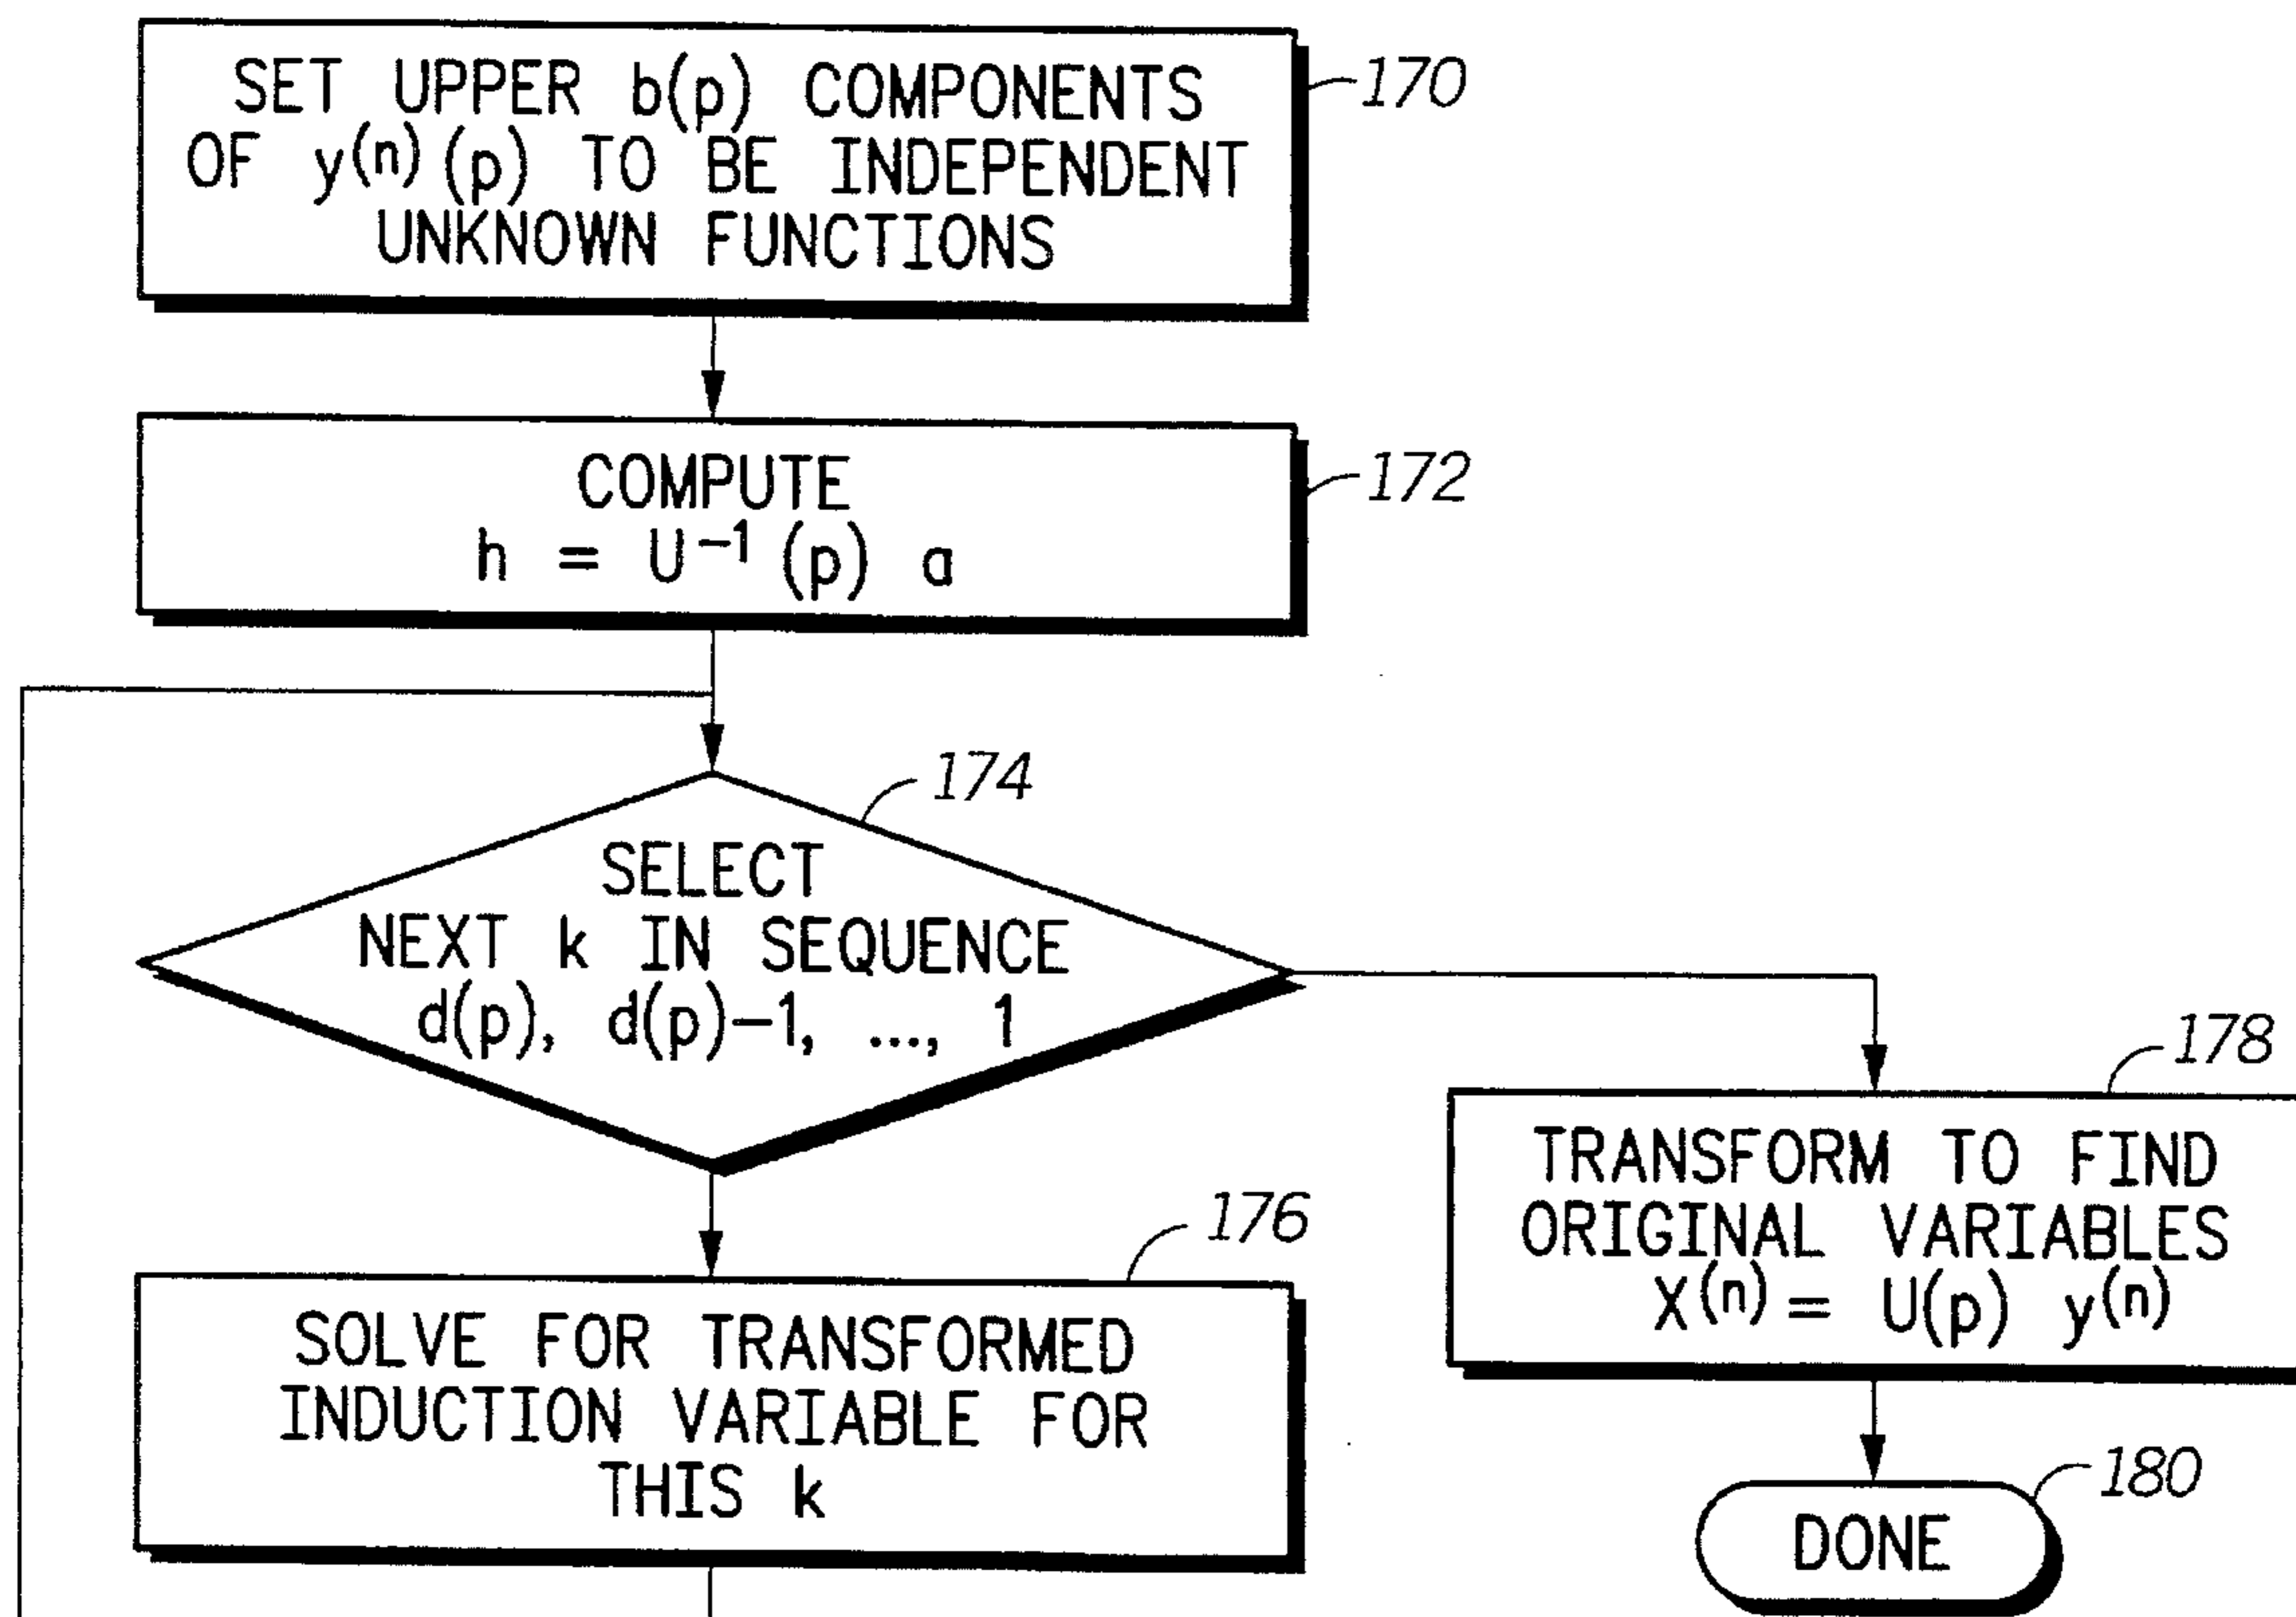 SET UPPER b(p) COMPONENTS
OF y(n)(p) TO BE INDEPENDENT
UNKNOWN FUNCTIONS
170
COMPUTE
h = U-1 (p) a
172
174
SELECT
NEXT k IN SEQUENCE
d(p), d(p)-1, ..., 1
176
SOLVE FOR TRANSFORMED
INDUCTION VARIABLE FOR
THIS k
178
TRANSFORM TO FIND
ORIGINAL VARIABLES
X(n) = U(p) y(n)
180
DONE